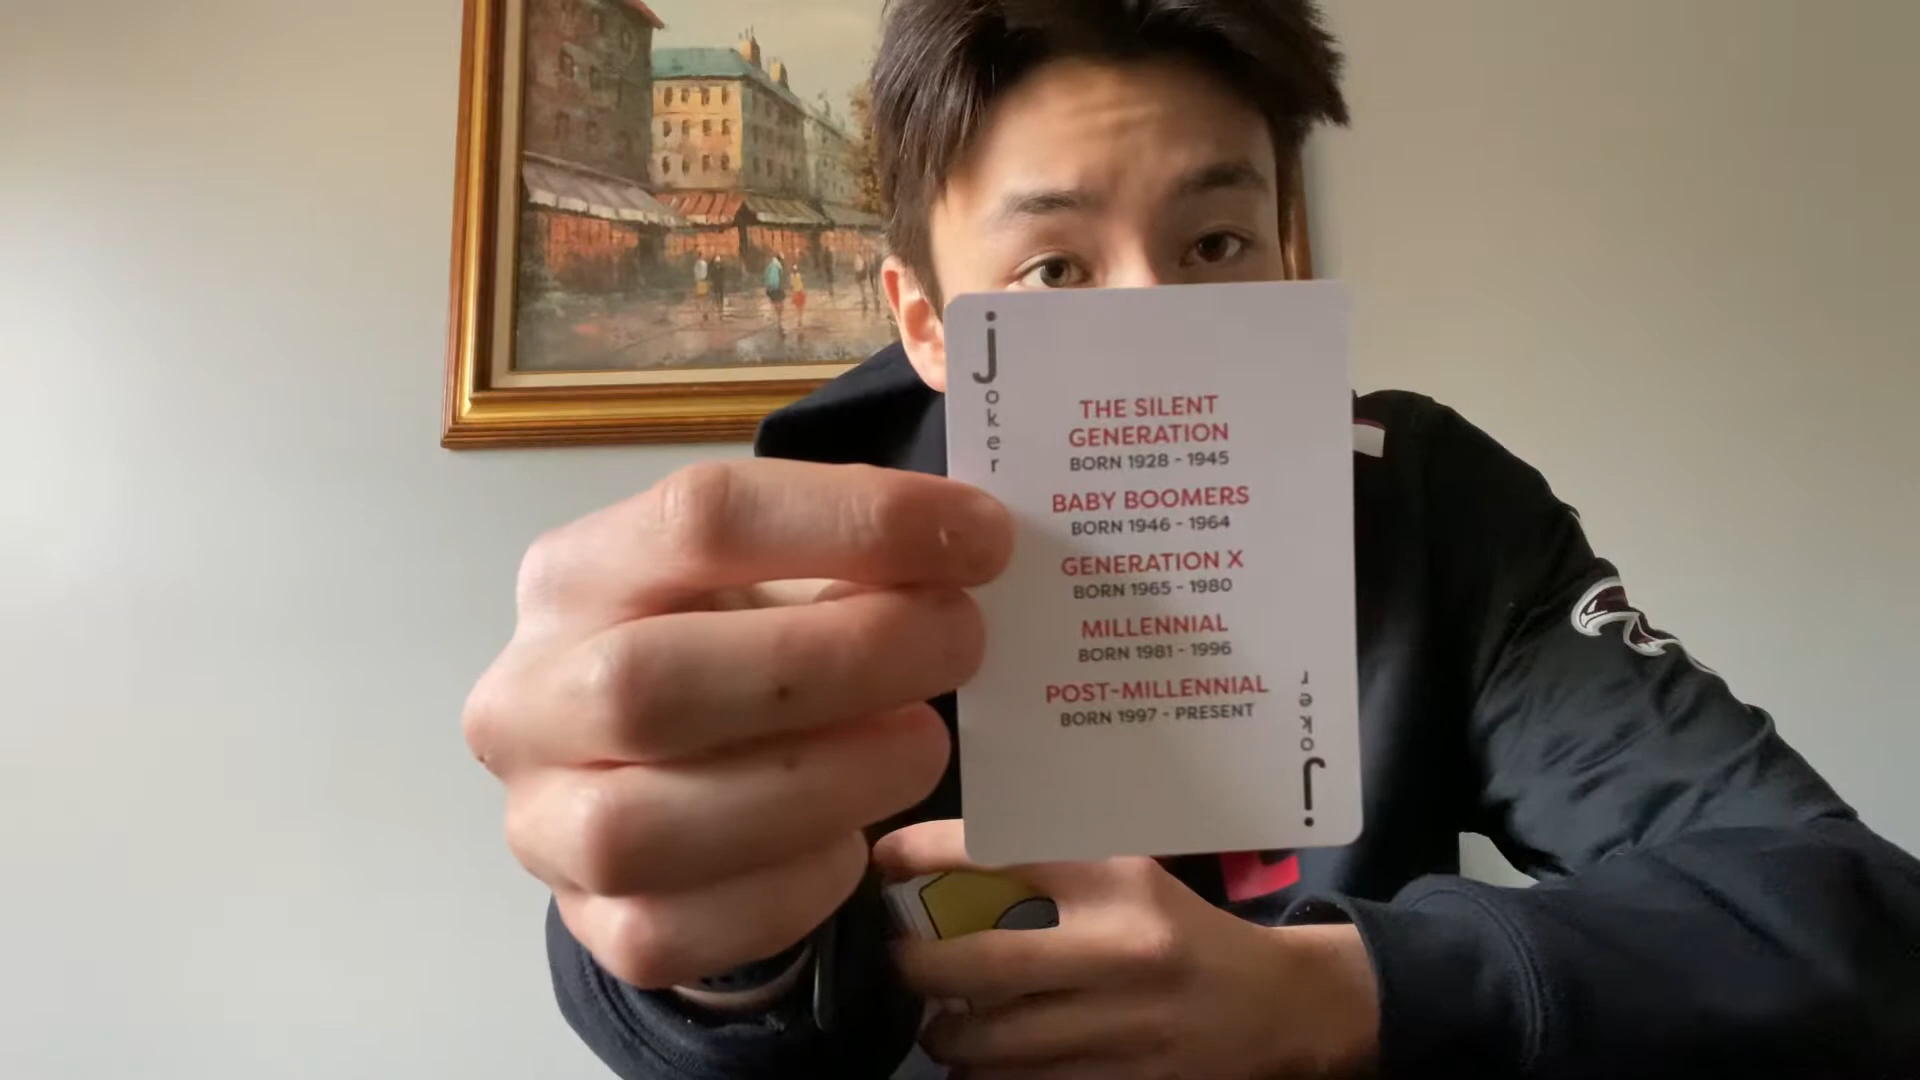 Joker
THE SILENT
GENERATION
BORN 1928 - 1945
BABY BOOMERS
BORN 1946 - 1964
GENERATION X
BORN 1965 - 1980
MILLENNIAL
BORN 1981 - 1996
POST-MILLENNIAL
BORN 1997 - PRESENT
Joker